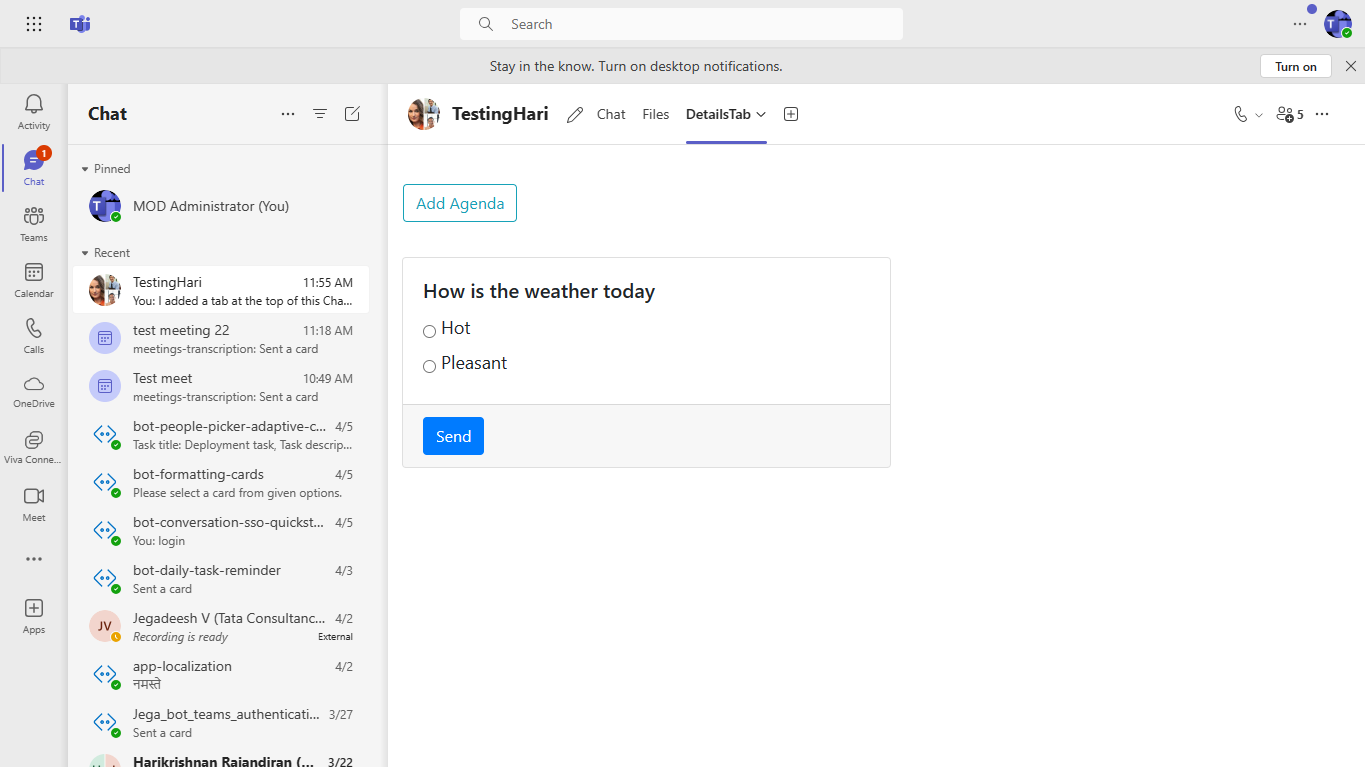 Search
Stay in the know. Turn on desktop notifications.
Turn on
Activity
1
Chat
Teams
Calendar
Calls
OneDrive
Viva Conne...
Meet
Apps
Chat
Pinned
MOD Administrator (You)
Recent
TestingHari 11:55 AM
You: I added a tab at the top of this Cha...
test meeting 22 11:18 AM
meetings-transcription: Sent a card
Test meet 10:49 AM
meetings-transcription: Sent a card
bot-people-picker-adaptive-c... 4/5
Task title: Deployment task, Task descrip...
bot-formatting-cards 4/5
Please select a card from given options.
bot-conversation-sso-quickst... 4/5
You: login
bot-daily-task-reminder 4/3
Sent a card
JV
Jegadeesh V (Tata Consultanc... 4/2
Recording is ready External
app-localization 4/2
नमस्ते
Jega_bot_teams_authenticati... 3/27
Sent a card
Harikrishnan Rajandiran (... 3/22
TestingHari
Chat
Files
DetailsTab
5
Add Agenda
How is the weather today
Hot
Pleasant
Send